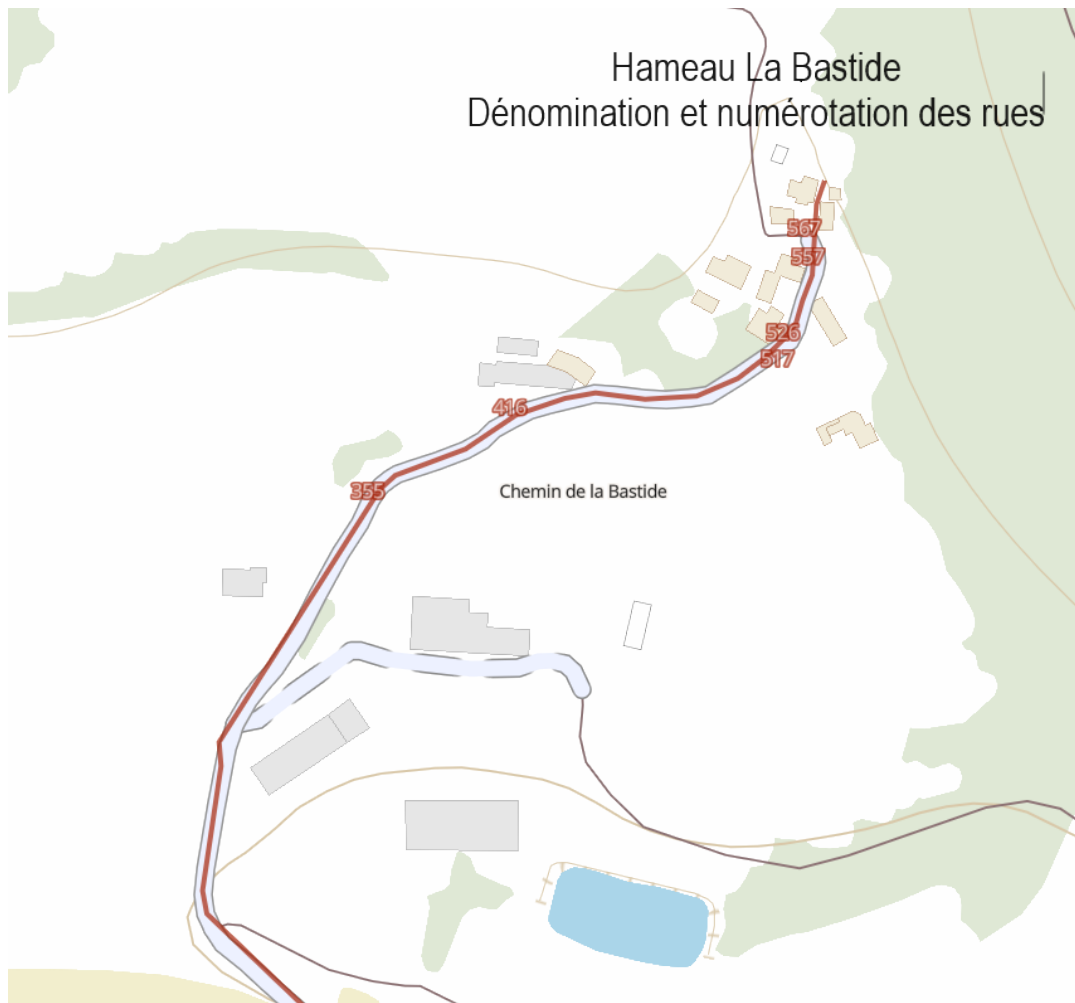 Hameau La Bastide
Dénomination et numérotation des rues
567
557
526
517
416
355
Chemin de la Bastide